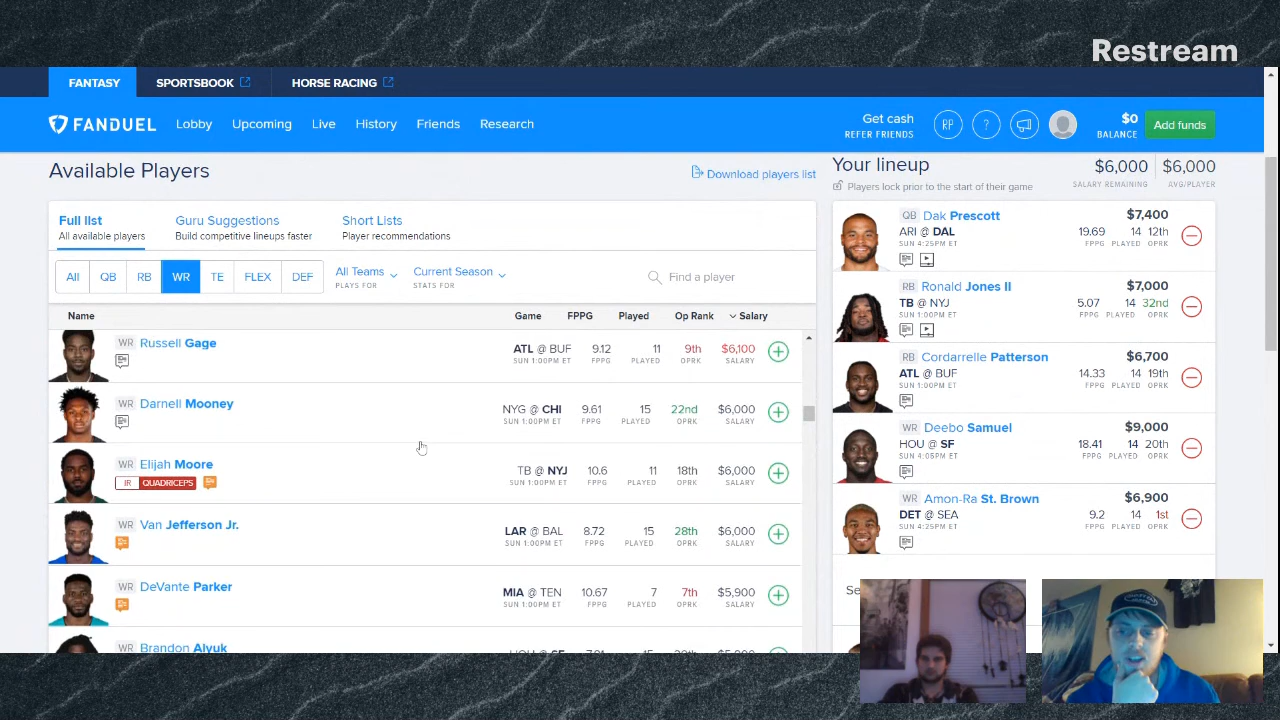 Restream
FANTASY SPORTSBOOK HORSE RACING
FANDUEL Lobby Upcoming Live History Friends Research
Get cash
REFER FRIENDS
RP ?
$0
BALANCE
Add funds
Available Players
Download players list
Full list
All available players
Guru Suggestions
Build competitive lineups faster
Short Lists
Player recommendations
All QB RB WR TE FLEX DEF
All Teams
PLAYS FOR
Current Season
STATS FOR
Find a player
Name Game FPPG Played Op Rank Salary
WR Russell Gage
ATL @ BUF 9.12 11 9th $6,100
SUN 1:00PM ET FPPG PLAYED OPRK SALARY
WR Darnell Mooney
NYG @ CHI 9.61 15 22nd $6,000
SUN 1:00PM ET FPPG PLAYED OPRK SALARY
WR Elijah Moore
IR QUADRICEPS
TB @ NYJ 10.6 11 18th $6,000
SUN 1:00PM ET FPPG PLAYED OPRK SALARY
WR Van Jefferson Jr.
LAR @ BAL 8.72 15 28th $6,000
SUN 1:00PM ET FPPG PLAYED OPRK SALARY
WR DeVante Parker
MIA @ TEN 10.67 7 7th $5,900
SUN 1:00PM ET FPPG PLAYED OPRK SALARY
WR Brandon Aiyuk
Your lineup
Players lock prior to the start of their game
$6,000
SALARY REMAINING
$6,000
AVG/PLAYER
QB Dak Prescott $7,400
ARI @ DAL 19.69 14 12th
SUN 4:25PM ET FPPG PLAYED OPRK
RB Ronald Jones II $7,000
TB @ NYJ 5.07 14 32nd
SUN 1:00PM ET FPPG PLAYED OPRK
RB Cordarrelle Patterson $6,700
ATL @ BUF 14.33 14 19th
SUN 1:00PM ET FPPG PLAYED OPRK
WR Deebo Samuel $9,000
HOU @ SF 18.41 14 20th
SUN 4:05PM ET FPPG PLAYED OPRK
WR Amon-Ra St. Brown $6,900
DET @ SEA 9.2 14 1st
SUN 4:25PM ET FPPG PLAYED OPRK